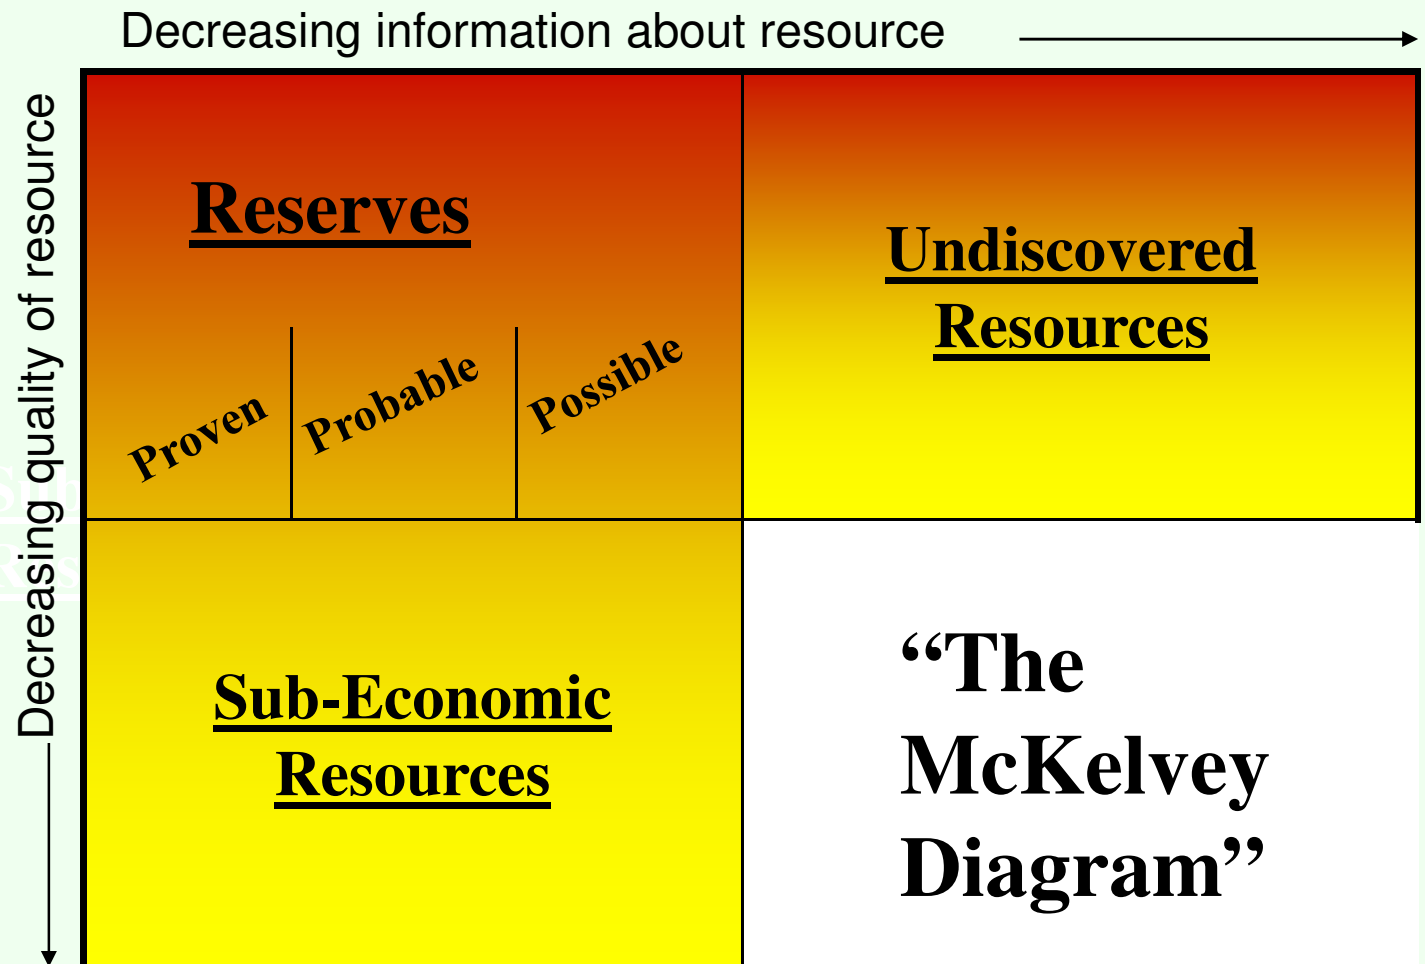 Decreasing information about resource
Decreasing quality of resource
Reserves
Undiscovered
Resources
Proven
Probable
Possible
Sub-Economic
Resources
“The
McKelvey
Diagram”